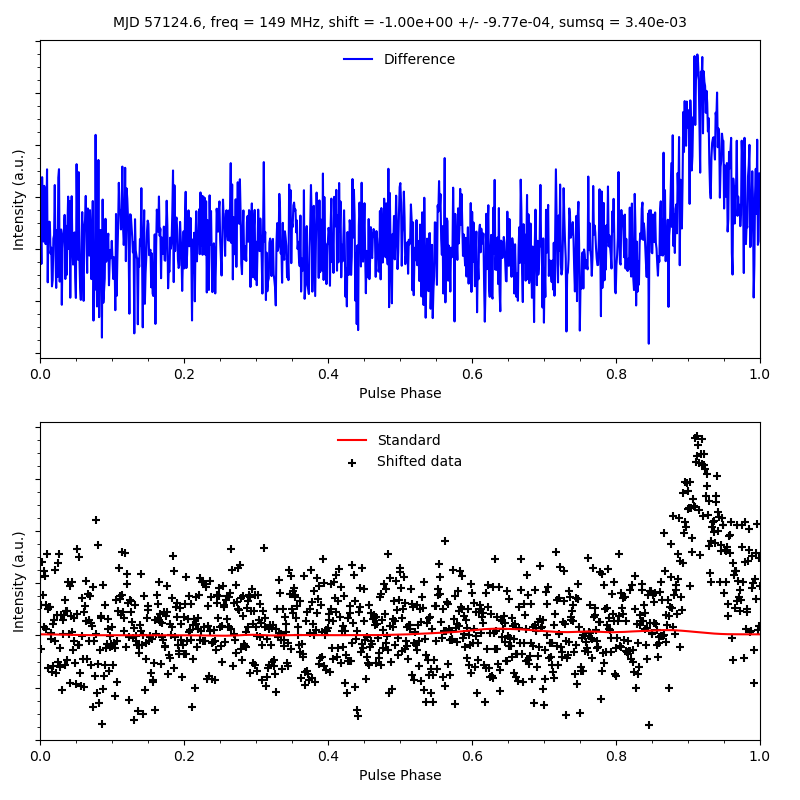 MJD 57124.6, freq = 149 MHz, shift = -1.00e+00 +/- -9.77e-04, sumsq = 3.40e-03
Difference
Intensity (a.u.)
0.0 0.2 0.4 0.6 0.8 1.0
Pulse Phase
Standard
Shifted data
Intensity (a.u.)
0.0 0.2 0.4 0.6 0.8 1.0
Pulse Phase